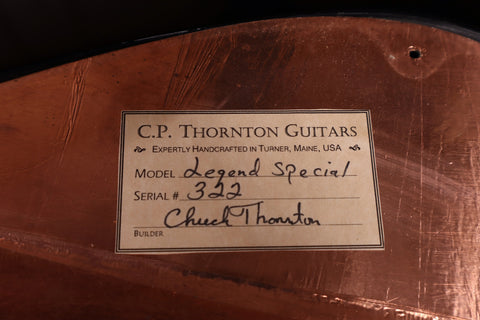 C.P. THORNTON GUITARS
EXPERTLY HANDCRAFTED IN TURNER, MAINE, USA
MODEL Legend Special
SERIAL # 322
Chuck Thornton
BUILDER